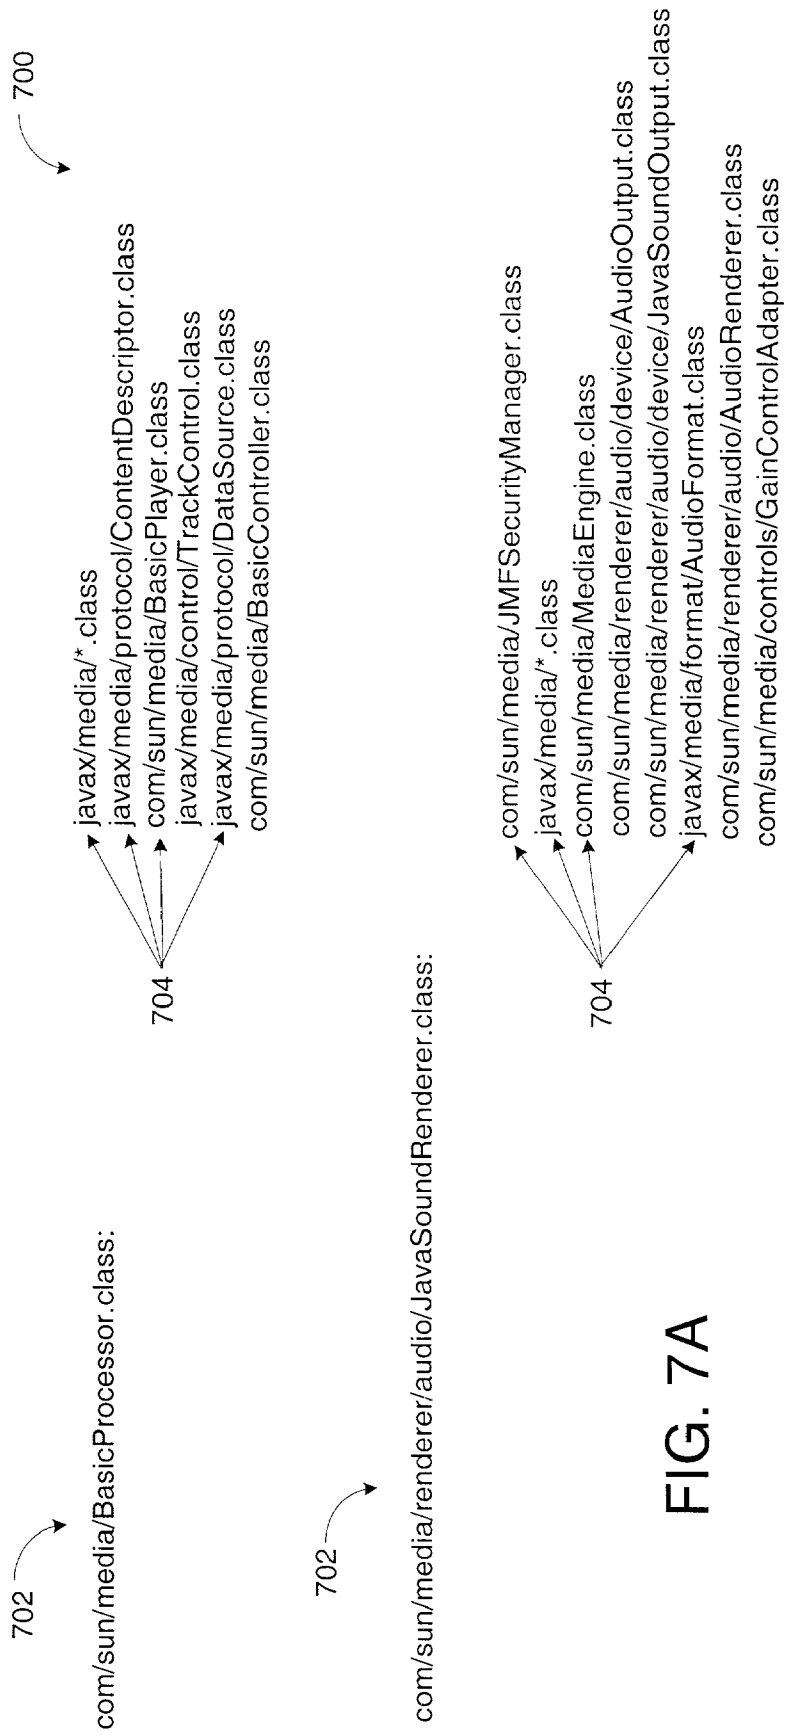 700
702
com/sun/media/BasicProcessor.class:
704
javax/media/*.class
javax/media/protocol/ContentDescriptor.class
com/sun/media/BasicPlayer.class
javax/media/control/TrackControl.class
javax/media/protocol/DataSource.class
com/sun/media/BasicController.class
702
com/sun/media/renderer/audio/JavaSoundRenderer.class:
704
com/sun/media/JMFSecurityManager.class
javax/media/*.class
com/sun/media/MediaEngine.class
com/sun/media/renderer/audio/device/AudioOutput.class
com/sun/media/renderer/audio/device/JavaSoundOutput.class
javax/media/format/AudioFormat.class
com/sun/media/renderer/audio/AudioRenderer.class
com/sun/media/controls/GainControlAdapter.class
FIG. 7A